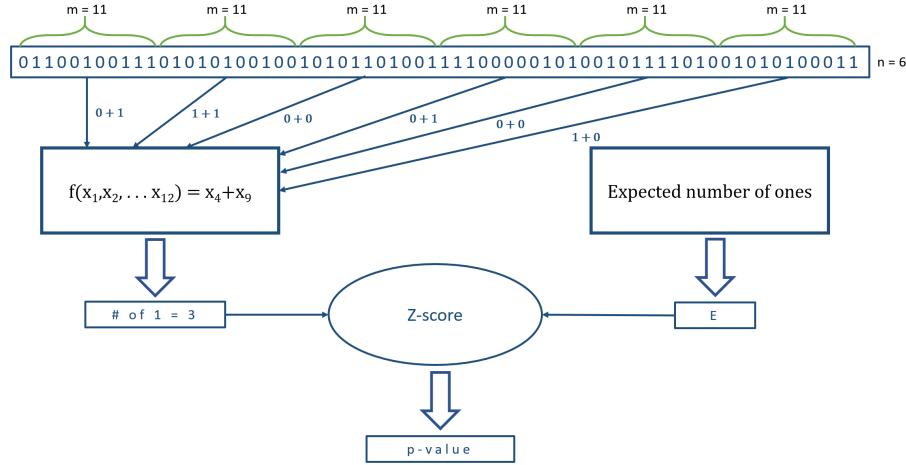 m = 11 m = 11 m = 11 m = 11 m = 11 m = 11
011001001110101010010010101101001111000001010010111101001010100011 n = 6
0 + 1 1 + 1 0 + 0 0 + 1 0 + 0 1 + 0
f(x₁,x₂, . . . x₁₂) = x₄+x₉ Expected number of ones
# of 1 = 3 Z-score E
p-value